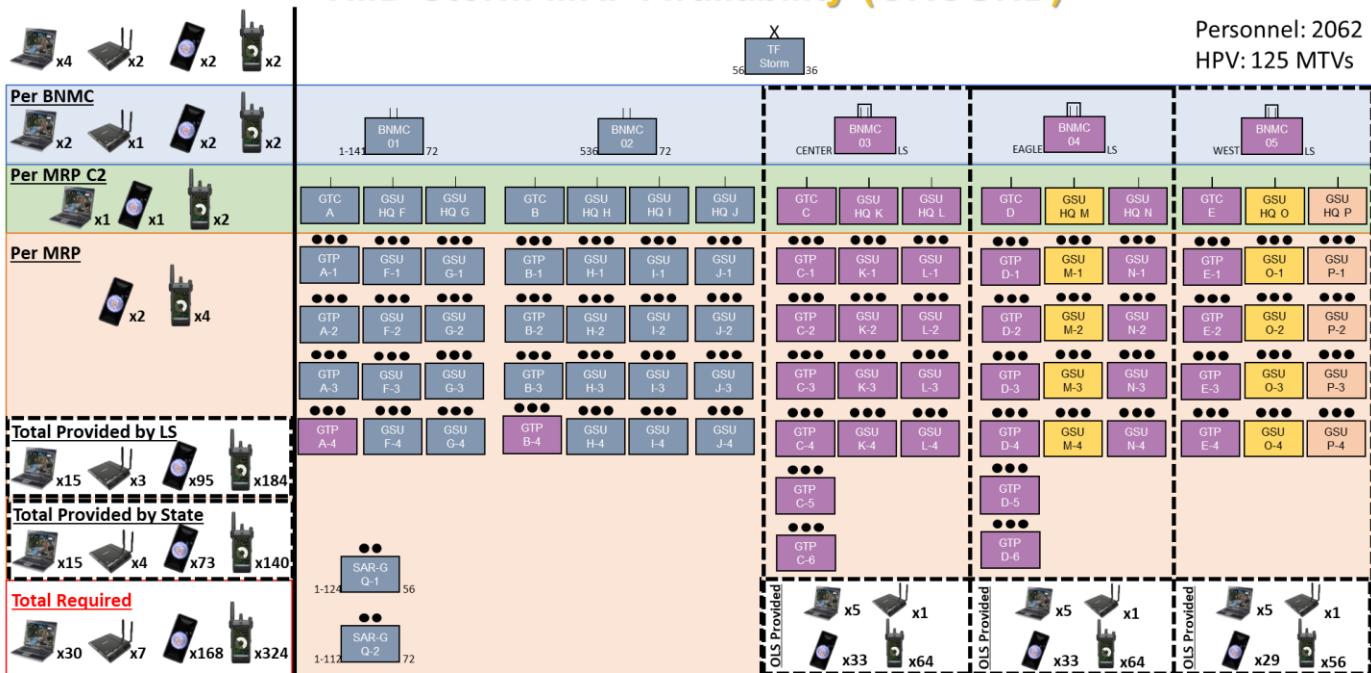 Personnel: 2062
HPV: 125 MTVs
x4 x2 x2 x2
X
TF
Storm
56 36
Per BNMC
x2 x1 x2 x2
BNMC
01
1-141 72
BNMC
02
536 72
BNMC
03
CENTER LS
BNMC
04
EAGLE LS
BNMC
05
WEST LS
Per MRP C2
x1 x1 x2
GTC
A
GSU
HQ F
GSU
HQ G
GTC
B
GSU
HQ H
GSU
HQ I
GSU
HQ J
GTC
C
GSU
HQ K
GSU
HQ L
GTC
D
GSU
HQ M
GSU
HQ N
GTC
E
GSU
HQ O
GSU
HQ P
Per MRP
x2 x4
GTP
A-1
GSU
F-1
GSU
G-1
GTP
B-1
GSU
H-1
GSU
I-1
GSU
J-1
GTP
C-1
GSU
K-1
GSU
L-1
GTP
D-1
GSU
M-1
GSU
N-1
GTP
E-1
GSU
O-1
GSU
P-1
GTP
A-2
GSU
F-2
GSU
G-2
GTP
B-2
GSU
H-2
GSU
I-2
GSU
J-2
GTP
C-2
GSU
K-2
GSU
L-2
GTP
D-2
GSU
M-2
GSU
N-2
GTP
E-2
GSU
O-2
GSU
P-2
GTP
A-3
GSU
F-3
GSU
G-3
GTP
B-3
GSU
H-3
GSU
I-3
GSU
J-3
GTP
C-3
GSU
K-3
GSU
L-3
GTP
D-3
GSU
M-3
GSU
N-3
GTP
E-3
GSU
O-3
GSU
P-3
GTP
A-4
GSU
F-4
GSU
G-4
GTP
B-4
GSU
H-4
GSU
I-4
GSU
J-4
GTP
C-4
GSU
K-4
GSU
L-4
GTP
D-4
GSU
M-4
GSU
N-4
GTP
E-4
GSU
O-4
GSU
P-4
GTP
C-5
GTP
D-5
GTP
C-6
GTP
D-6
Total Provided by LS
x15 x3 x95 x184
Total Provided by State
x15 x4 x73 x140
Total Required
x30 x7 x168 x324
SAR-G
Q-1
1-124 56
SAR-G
Q-2
1-112 72
OLS Provided
x5 x1
x33 x64
OLS Provided
x5 x1
x33 x64
OLS Provided
x5 x1
x29 x56